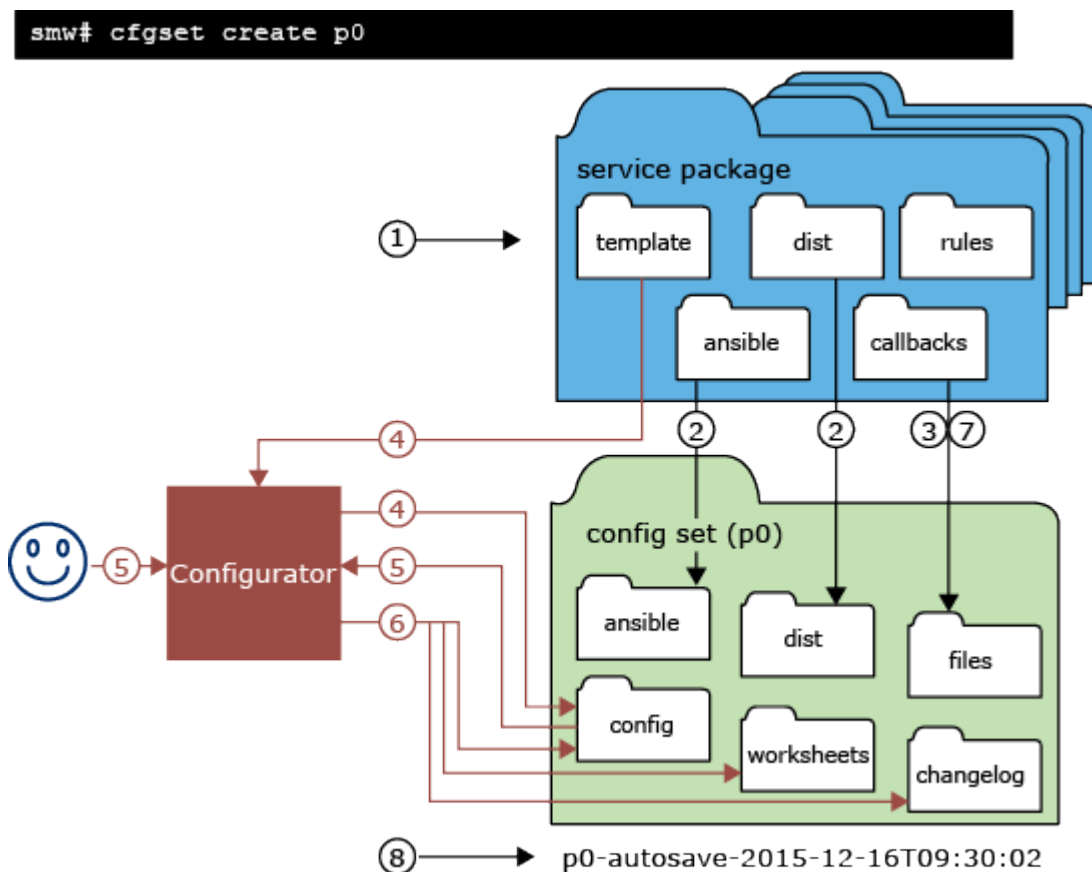 smw# cfgset create p0
service package
template
dist
rules
1
ansible
callbacks
2
2
3
7
4
4
config set (p0)
5
Configurator
5
6
ansible
dist
files
config
worksheets
changelog
8
p0-autosave-2015-12-16T09:30:02